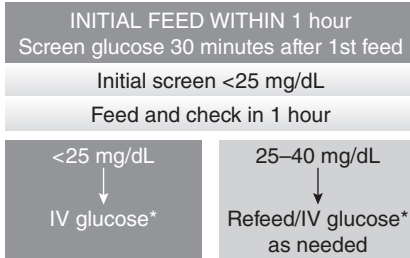 INITIAL FEED WITHIN 1 hour
Screen glucose 30 minutes after 1st feed
Initial screen <25 mg/dL
Feed and check in 1 hour
<25 mg/dL
IV glucose*
25–40 mg/dL
Refeed/IV glucose*
as needed